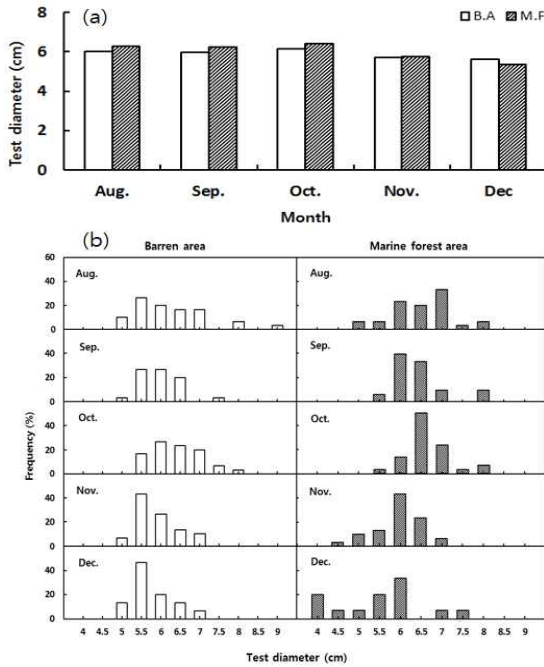 (a)
B.A M.F
Test diameter (cm)
8
6
4
2
0
Aug. Sep. Oct. Nov. Dec
Month
(b)
Barren area Marine forest area
Frequency (%)
60
40
20
0
Aug. Aug.
40
20
0
Sep. Sep.
40
20
0
Oct. Oct.
40
20
0
Nov. Nov.
40
20
0
Dec. Dec.
4 4.5 5 5.5 6 6.5 7 7.5 8 8.5 9 4 4.5 5 5.5 6 6.5 7 7.5 8 8.5 9
Test diameter (cm)